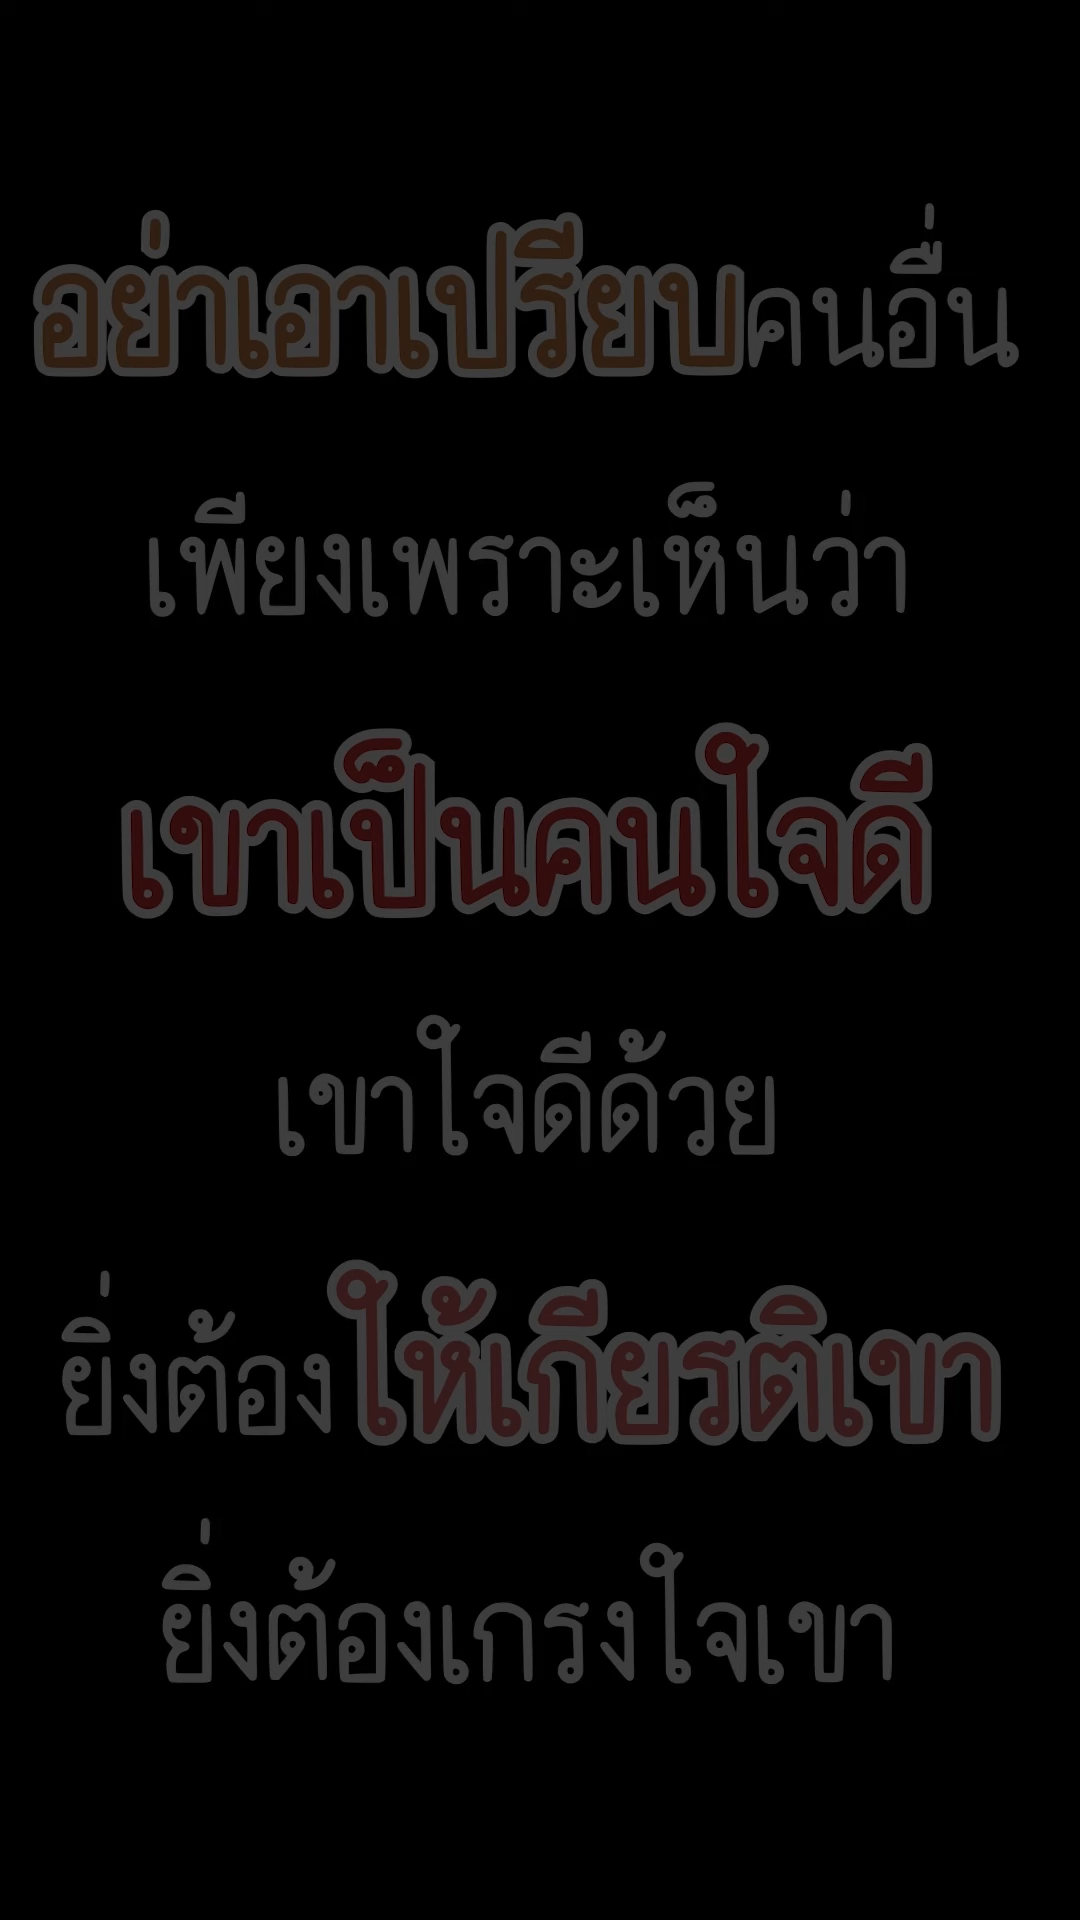 อย่าเอาเปรียบคนอื่น
เพียงเพราะเห็นว่า
เขาเป็นคนใจดี
เขาใจดีด้วย
ยิ่งต้องให้เกียรติเขา
ยิ่งต้องเกรงใจเขา